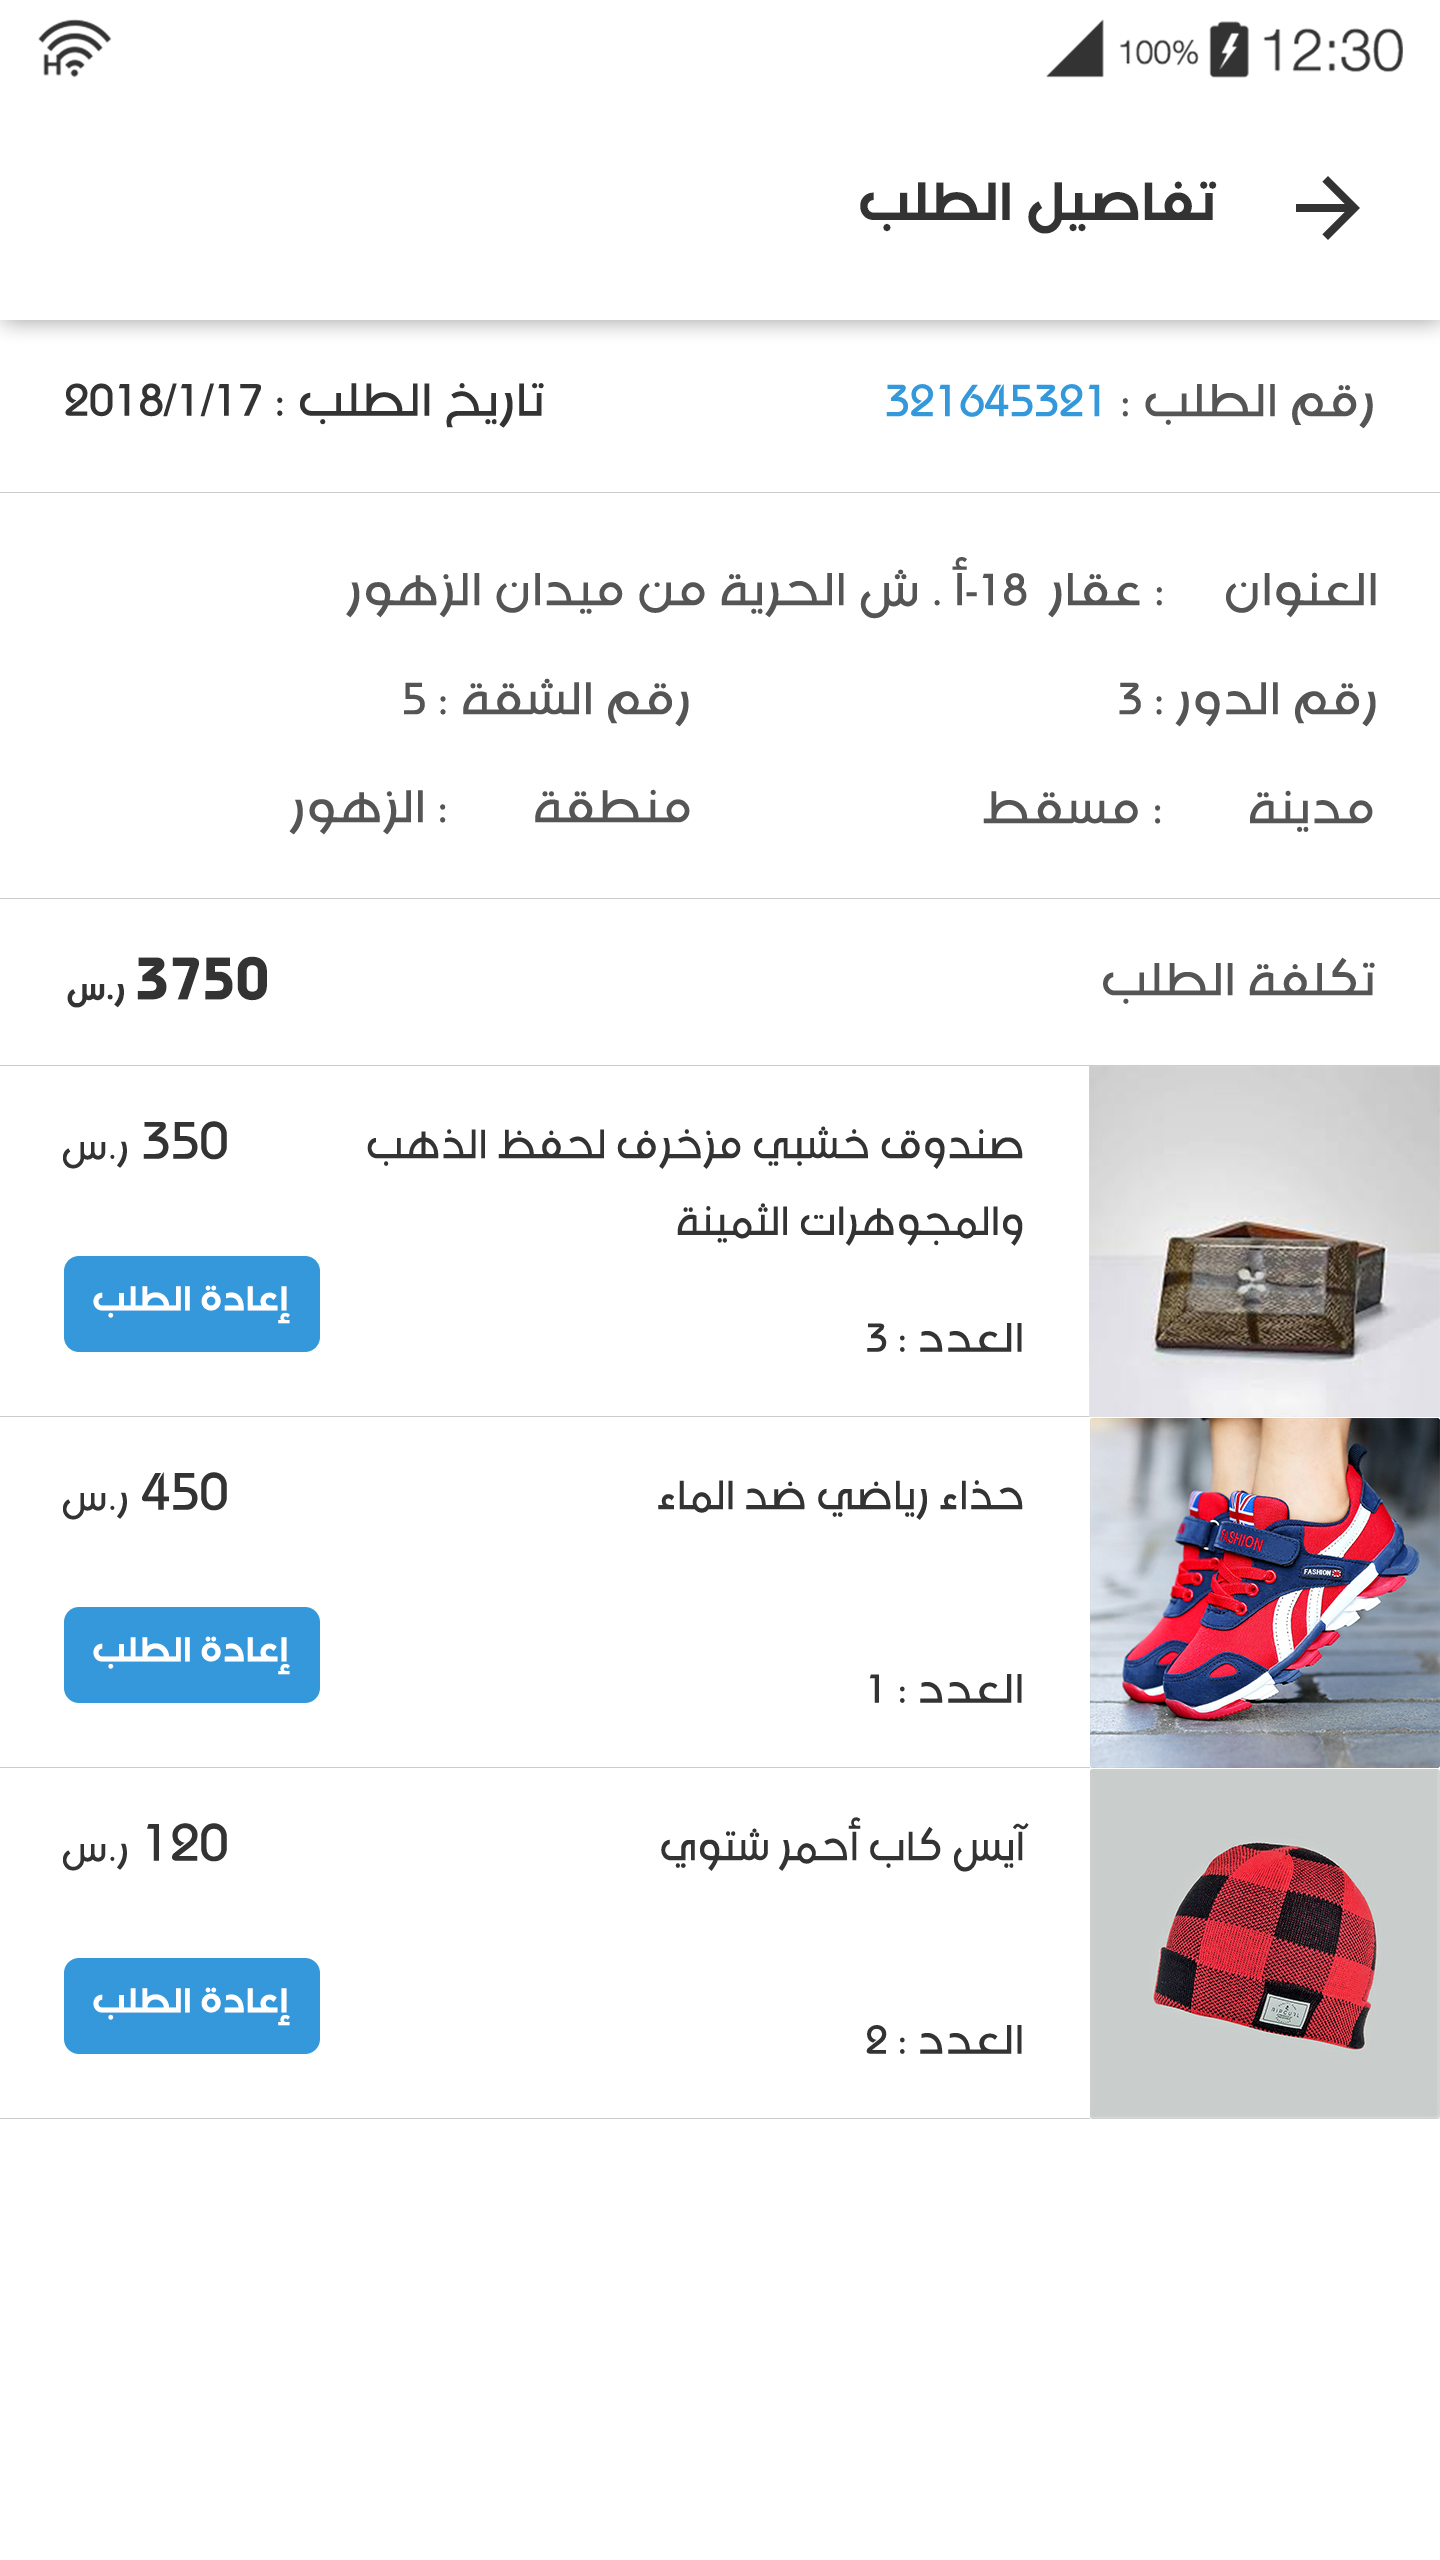 H 100% 12:30
تفاصيل الطلب
رقم الطلب : 321645321 تاريخ الطلب : 2018/1/17
العنوان : عقار 18-أ . ش الحرية من ميدان الزهور
رقم الدور : 3 رقم الشقة : 5
مدينة : مسقط منطقة : الزهور
تكلفة الطلب 3750 ر.س
صندوق خشبي مزخرف لحفظ الذهب 350 ر.س
والمجوهرات الثمينة
إعادة الطلب
العدد : 3
حذاء رياضي ضد الماء 450 ر.س
FASHION
FASHION
إعادة الطلب
العدد : 1
آيس كاب أحمر شتوي 120 ر.س
إعادة الطلب
RIPCURL
العدد : 2